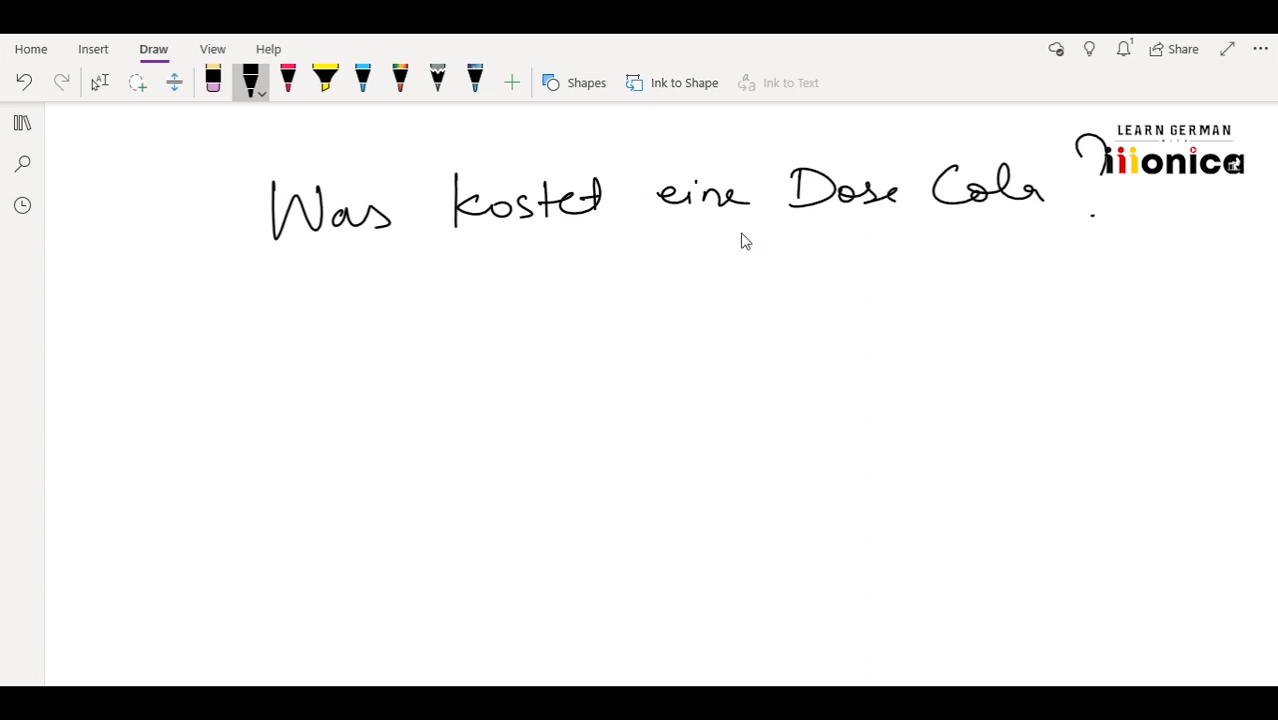 Home Insert Draw View Help
Share
Shapes Ink to Shape Ink to Text
LEARN GERMAN
Was kostet eine Dose Cola ?